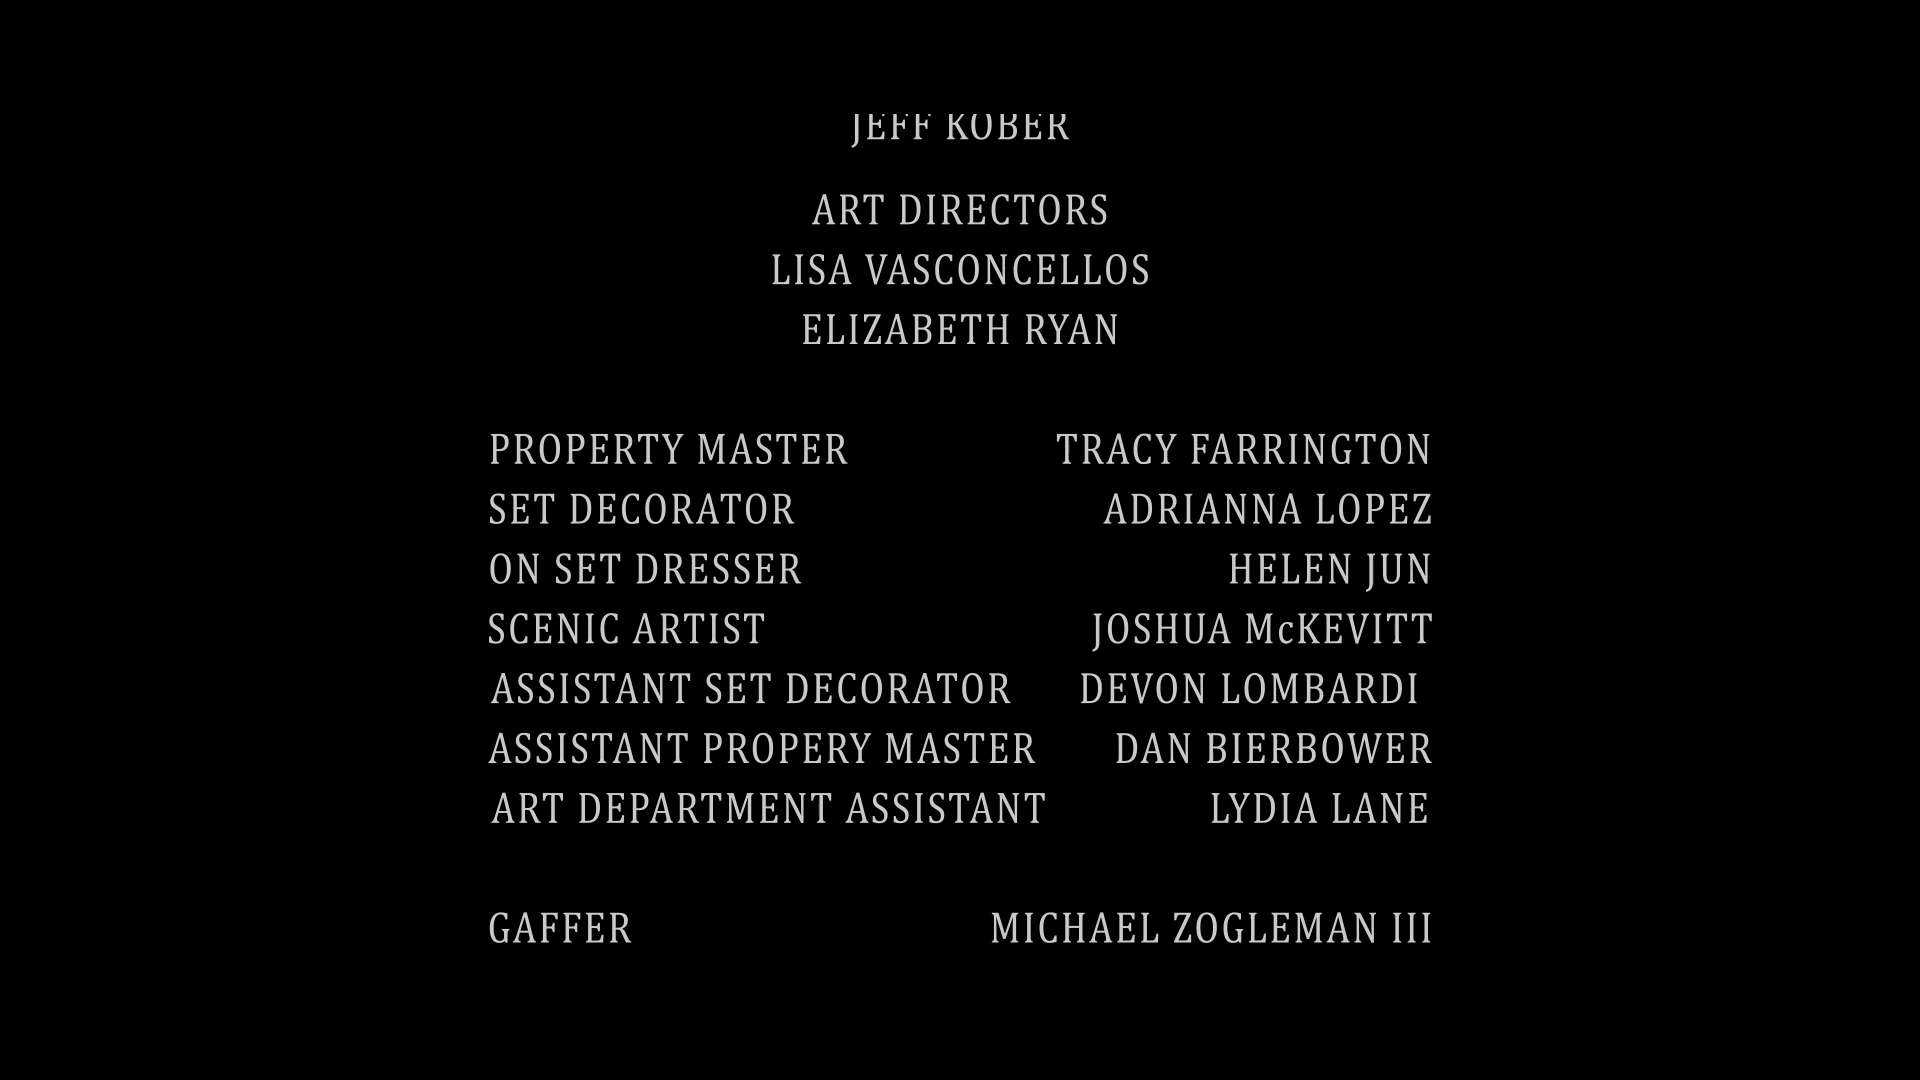 JEFF KOBER
ART DIRECTORS
LISA VASCONCELLOS
ELIZABETH RYAN
PROPERTY MASTER TRACY FARRINGTON
SET DECORATOR ADRIANNA LOPEZ
ON SET DRESSER HELEN JUN
SCENIC ARTIST JOSHUA McKEVITT
ASSISTANT SET DECORATOR DEVON LOMBARDI
ASSISTANT PROPERY MASTER DAN BIERBOWER
ART DEPARTMENT ASSISTANT LYDIA LANE
GAFFER MICHAEL ZOGLEMAN III